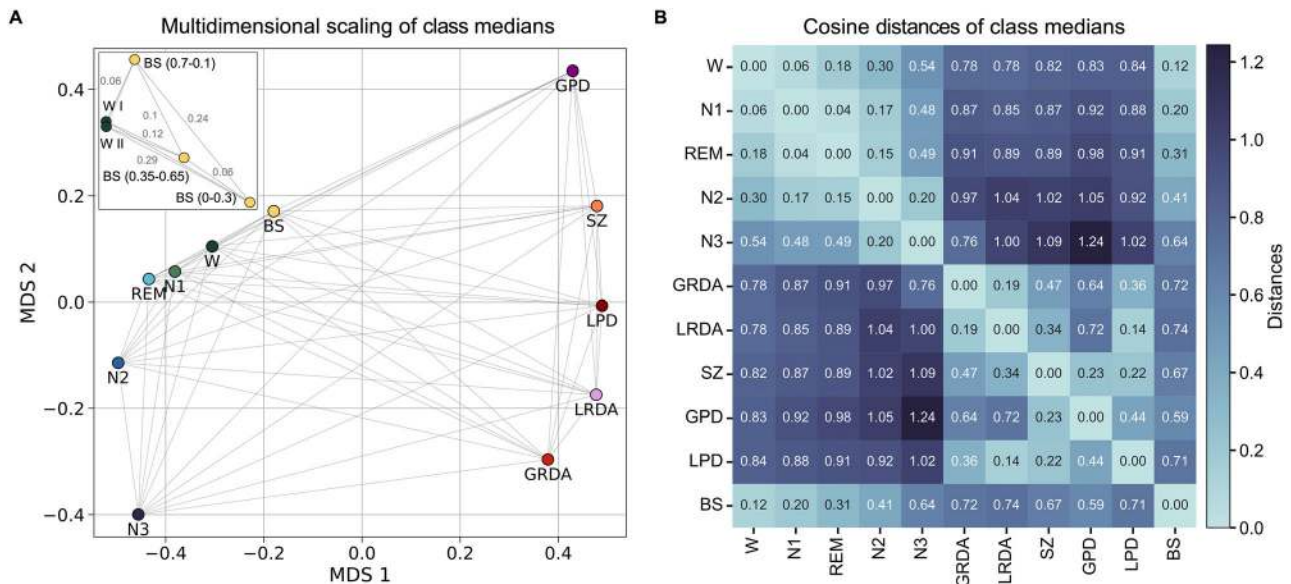 A
Multidimensional scaling of class medians
BS (0.7-0.1)
0.06
W I
0.1
0.24
W II
0.12
0.29
0.06
BS (0.35-0.65)
BS (0-0.3)
GPD
SZ
BS
W
N1
REM
LPD
N2
LRDA
GRDA
N3
0.4
0.2
0.0
−0.2
−0.4
MDS 2
−0.4 −0.2 0.0 0.2 0.4
MDS 1
B
Cosine distances of class medians
W 0.00 0.06 0.18 0.30 0.54 0.78 0.78 0.82 0.83 0.84 0.12
N1 0.06 0.00 0.04 0.17 0.48 0.87 0.85 0.87 0.92 0.88 0.20
REM 0.18 0.04 0.00 0.15 0.49 0.91 0.89 0.89 0.98 0.91 0.31
N2 0.30 0.17 0.15 0.00 0.20 0.97 1.04 1.02 1.05 0.92 0.41
N3 0.54 0.48 0.49 0.20 0.00 0.76 1.00 1.09 1.24 1.02 0.64
GRDA 0.78 0.87 0.91 0.97 0.76 0.00 0.19 0.47 0.64 0.36 0.72
LRDA 0.78 0.85 0.89 1.04 1.00 0.19 0.00 0.34 0.72 0.14 0.74
SZ 0.82 0.87 0.89 1.02 1.09 0.47 0.34 0.00 0.23 0.22 0.67
GPD 0.83 0.92 0.98 1.05 1.24 0.64 0.72 0.23 0.00 0.44 0.59
LPD 0.84 0.88 0.91 0.92 1.02 0.36 0.14 0.22 0.44 0.00 0.71
BS 0.12 0.20 0.31 0.41 0.64 0.72 0.74 0.67 0.59 0.71 0.00
W N1 REM N2 N3 GRDA LRDA SZ GPD LPD BS
1.2
1.0
0.8
0.6
0.4
0.2
0.0
Distances